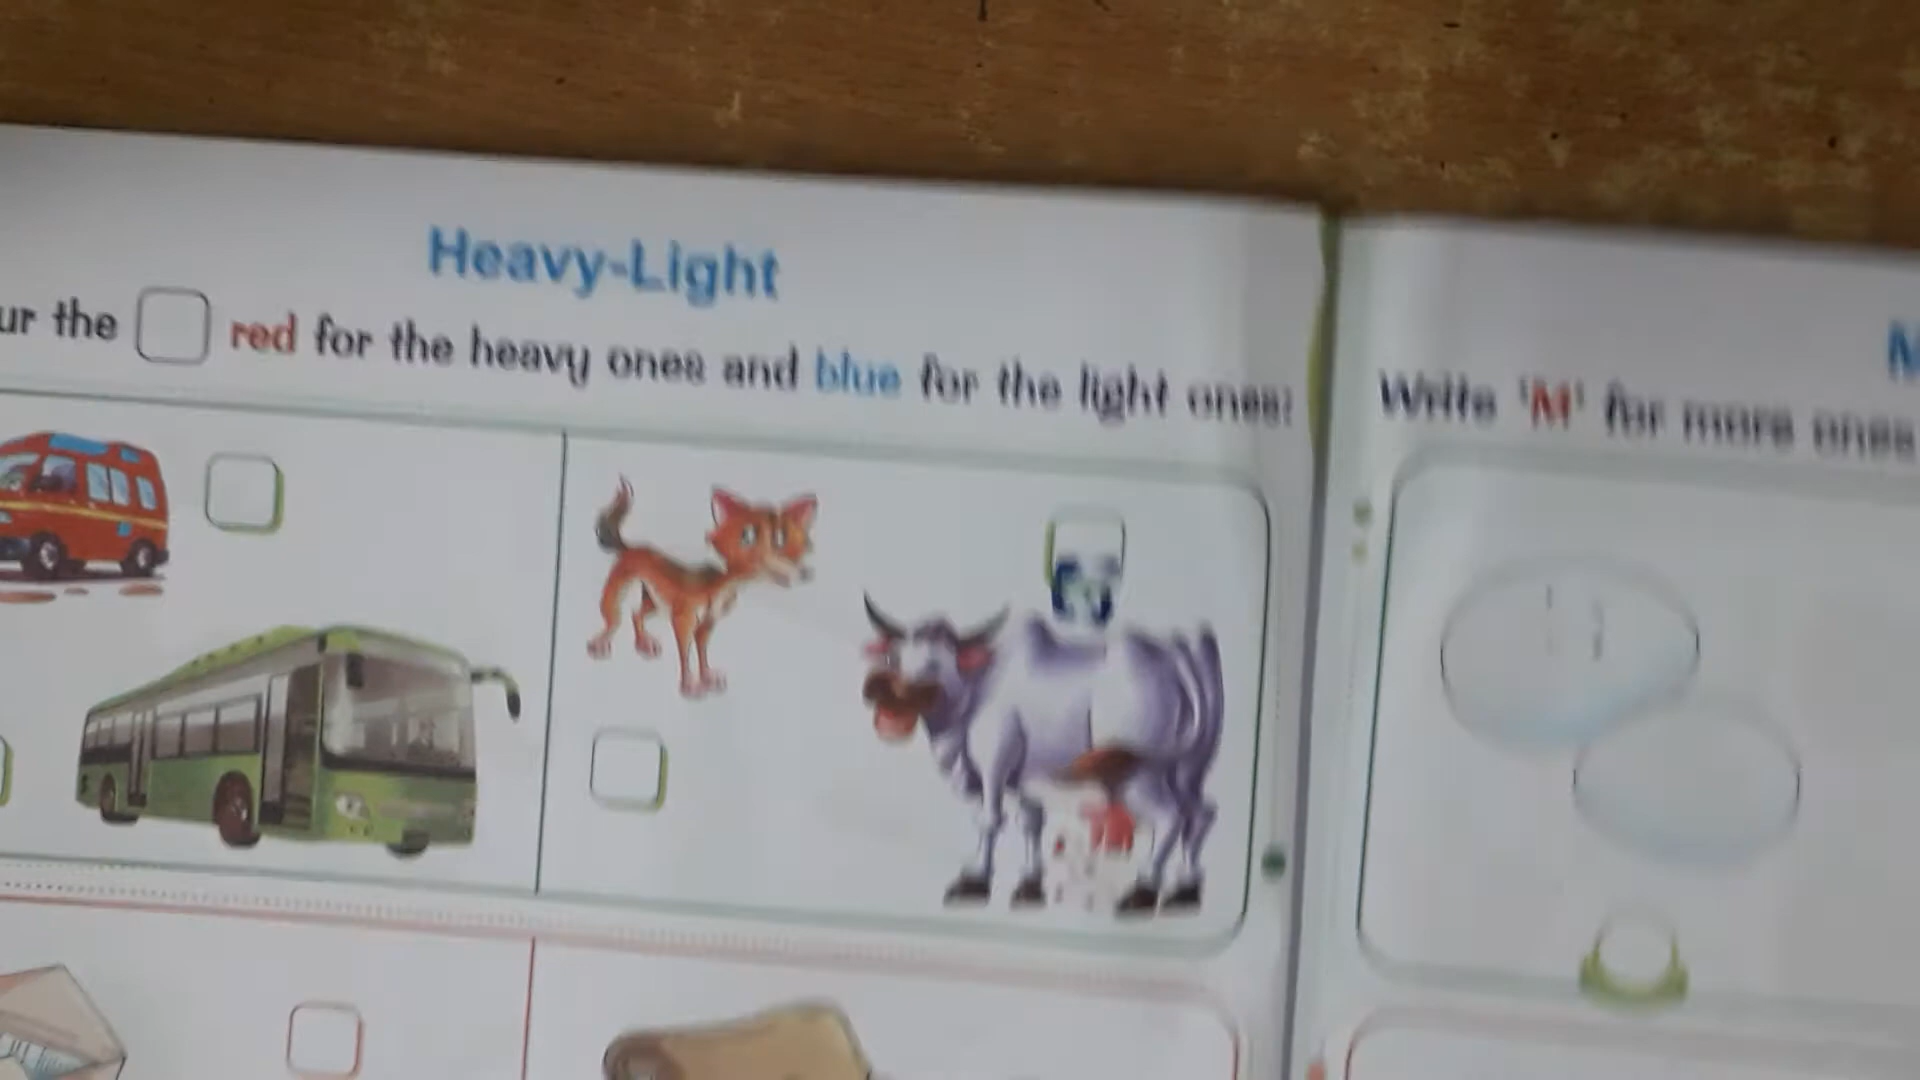 Heavy-Light
ur the red for the heavy ones and blue for the light ones:
M
Write 'M' for more ones